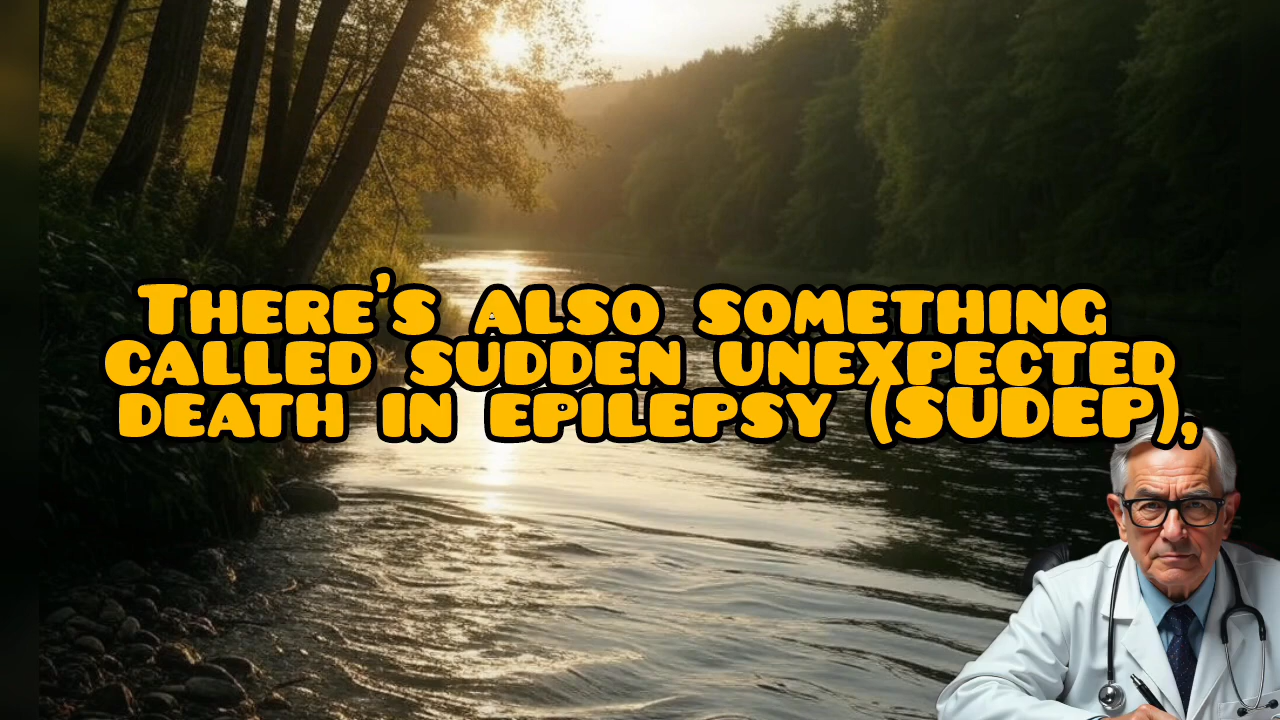 There's also something
called sudden unexpected
death in epilepsy (SUDEP),